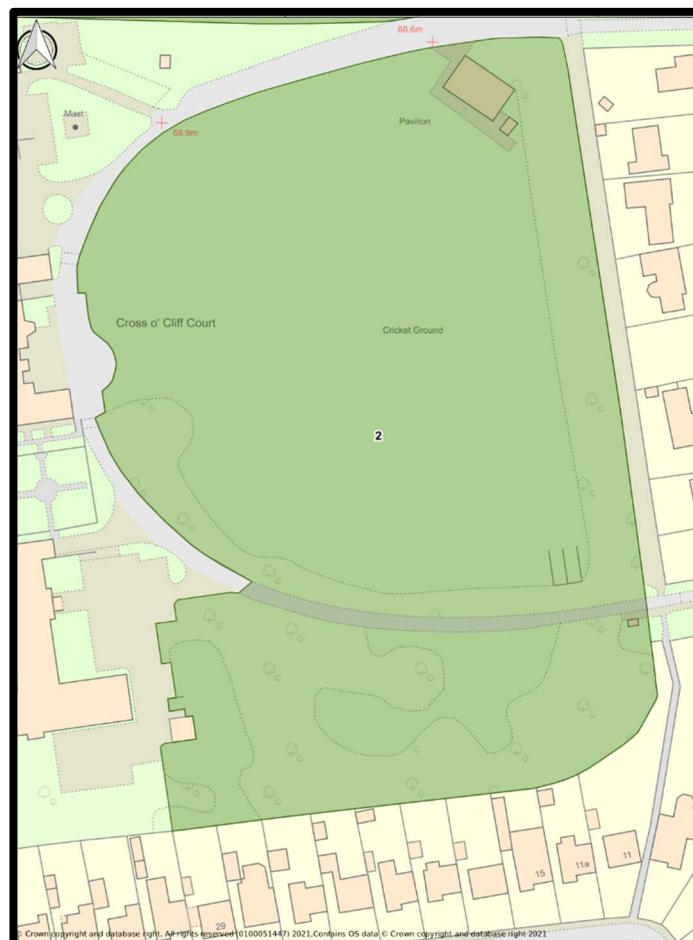 68.6m
Mast
68.9m
Pavilion
Cross o' Cliff Court
Cricket Ground
2
15
11a
11
29
© Crown copyright and database right. All rights reserved (0100051447) 2021.Contains OS data © Crown copyright and database right 2021